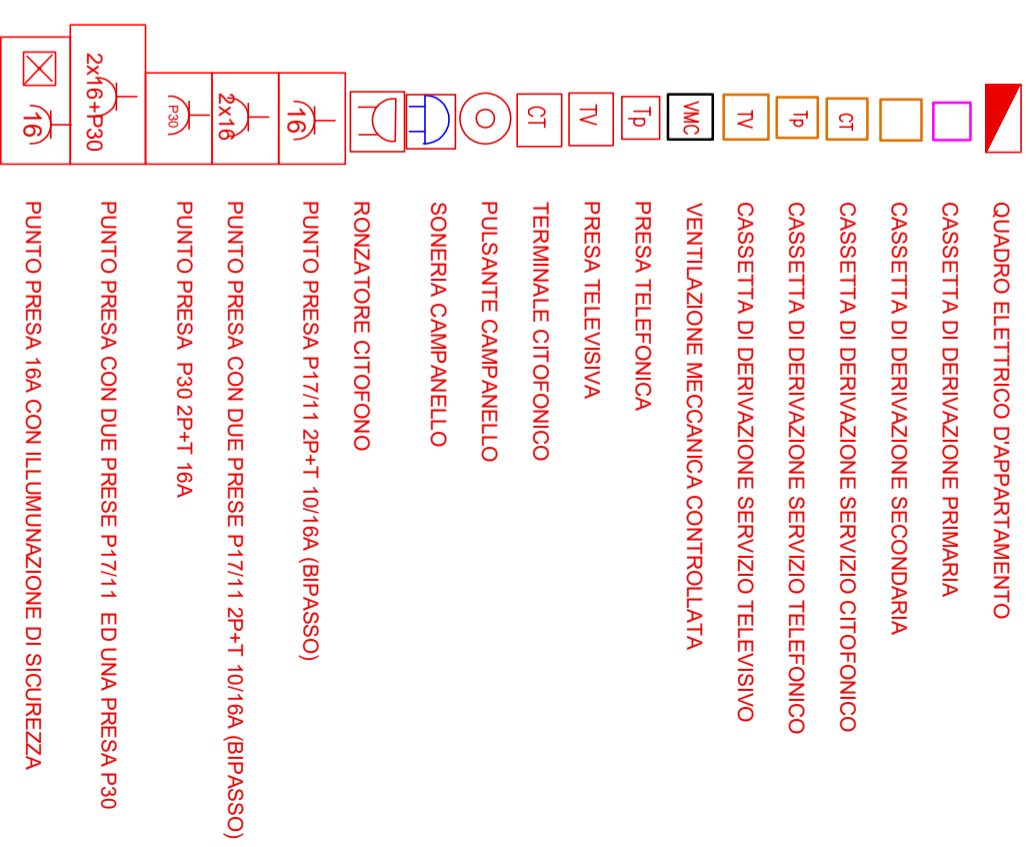 QUADRO ELETTRICO D'APPARTAMENTO
CASSETTA DI DERIVAZIONE PRIMARIA
CASSETTA DI DERIVAZIONE SECONDARIA
CT CASSETTA DI DERIVAZIONE SERVIZIO CITOFONICO
Tp CASSETTA DI DERIVAZIONE SERVIZIO TELEFONICO
TV CASSETTA DI DERIVAZIONE SERVIZIO TELEVISIVO
VMC VENTILAZIONE MECCANICA CONTROLLATA
Tp PRESA TELEFONICA
TV PRESA TELEVISIVA
CT TERMINALE CITOFONICO
PULSANTE CAMPANELLO
SONERIA CAMPANELLO
RONZATORE CITOFONO
16 PUNTO PRESA P17/11 2P+T 10/16A (BIPASSO)
2x16 PUNTO PRESA CON DUE PRESE P17/11 2P+T 10/16A (BIPASSO)
P30 PUNTO PRESA P30 2P+T 16A
2x16+P30 PUNTO PRESA CON DUE PRESE P17/11 ED UNA PRESA P30
16 PUNTO PRESA 16A CON ILLUMUNAZIONE DI SICUREZZA